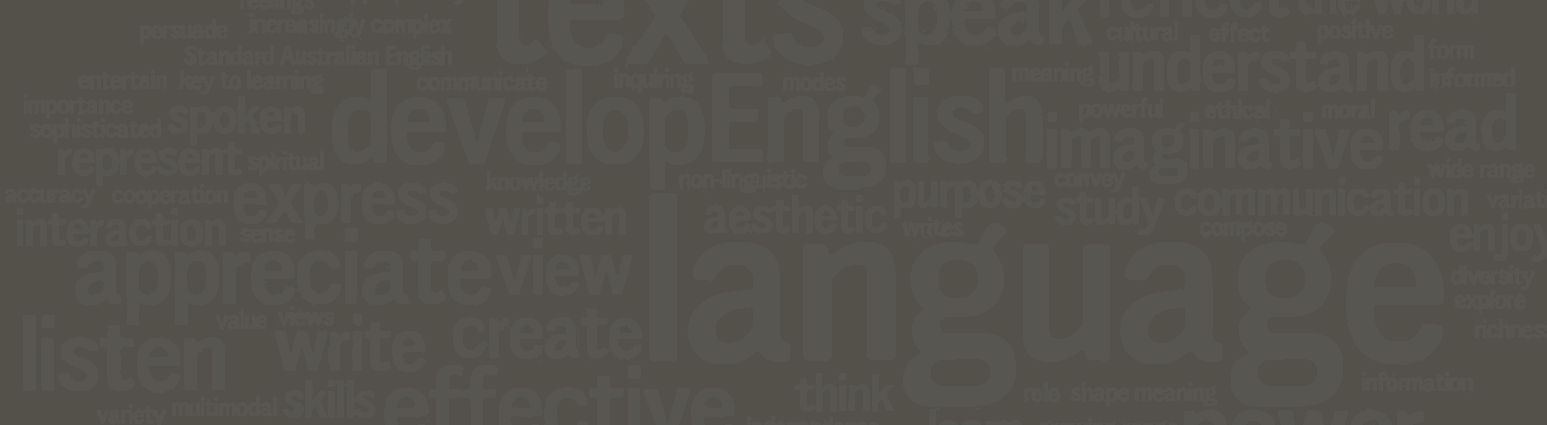 feelings
persuade increasingly complex texts speak reflect the world
cultural effect positive
Standard Australian English understand form
entertain key to learning communicate inquiring modes meaning informed
importance develop English powerful ethical moral read
sophisticated spoken imaginative
represent spiritual wide range
accuracy cooperation express knowledge non-linguistic purpose convey
written aesthetic study communication
interaction sense writes compose enjoy
appreciate view language diversity
explore
listen value views write create
skills effective think role shape meaning information
variety multimodal power